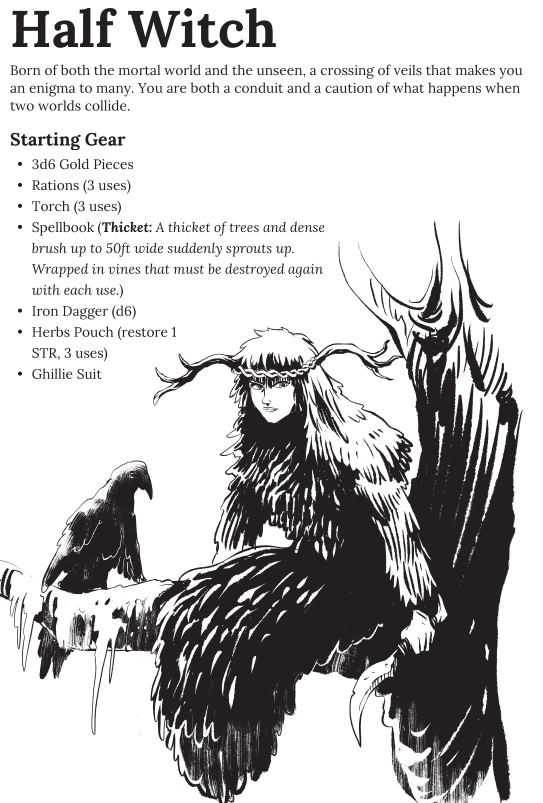 Half Witch
Born of both the mortal world and the unseen, a crossing of veils that makes you
an enigma to many. You are both a conduit and a caution of what happens when
two worlds collide.
Starting Gear
• 3d6 Gold Pieces
• Rations (3 uses)
• Torch (3 uses)
• Spellbook (Thicket: A thicket of trees and dense
brush up to 50ft wide suddenly sprouts up.
Wrapped in vines that must be destroyed again
with each use.)
• Iron Dagger (d6)
• Herbs Pouch (restore 1
STR, 3 uses)
• Ghillie Suit